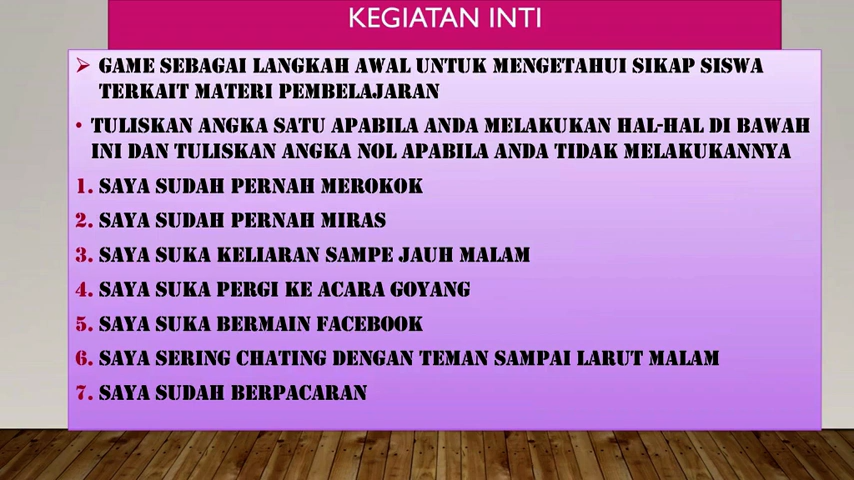 KEGIATAN INTI
➢ GAME SEBAGAI LANGKAH AWAL UNTUK MENGETAHUI SIKAP SISWA
TERKAIT MATERI PEMBELAJARAN
• TULISKAN ANGKA SATU APABILA ANDA MELAKUKAN HAL-HAL DI BAWAH
INI DAN TULISKAN ANGKA NOL APABILA ANDA TIDAK MELAKUKANNYA
1. SAYA SUDAH PERNAH MEROKOK
2. SAYA SUDAH PERNAH MIRAS
3. SAYA SUKA KELIARAN SAMPE JAUH MALAM
4. SAYA SUKA PERGI KE ACARA GOYANG
5. SAYA SUKA BERMAIN FACEBOOK
6. SAYA SERING CHATING DENGAN TEMAN SAMPAI LARUT MALAM
7. SAYA SUDAH BERPACARAN